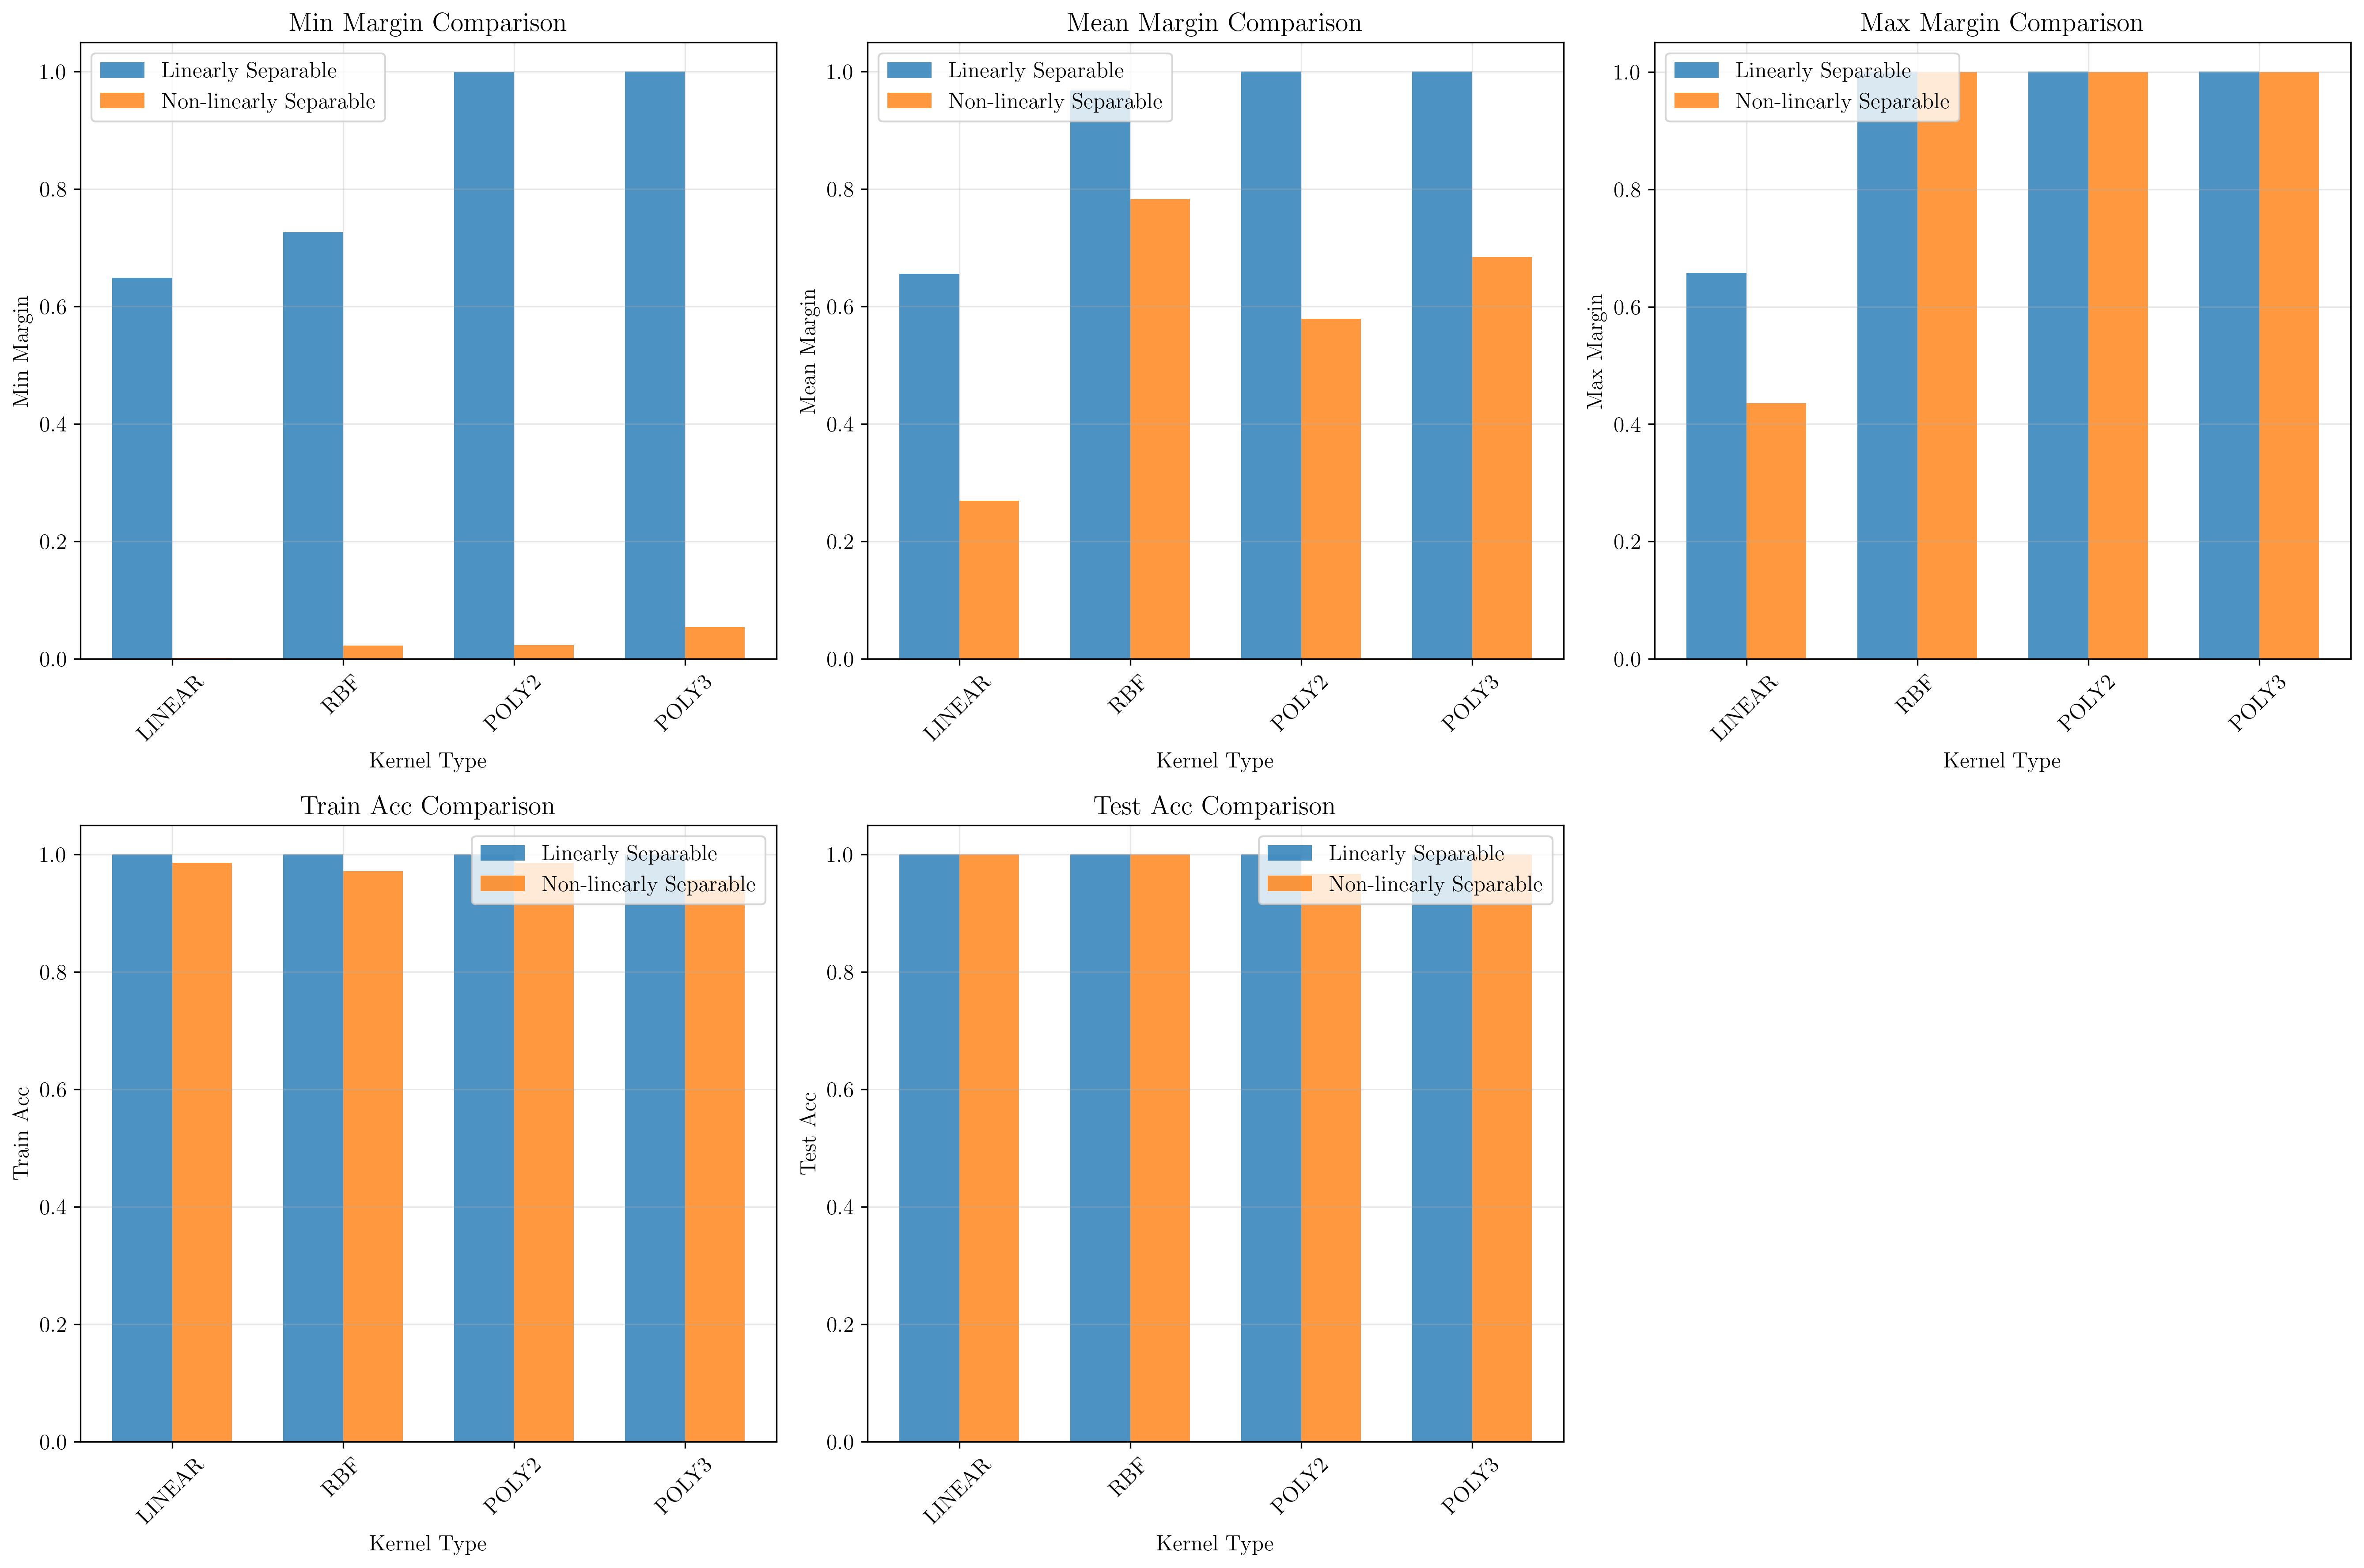 Min Margin Comparison
Linearly Separable
Non-linearly Separable
Min Margin
1.0
0.8
0.6
0.4
0.2
0.0
LINEAR
RBF
POLY2
POLY3
Kernel Type
Mean Margin Comparison
Linearly Separable
Non-linearly Separable
Mean Margin
1.0
0.8
0.6
0.4
0.2
0.0
LINEAR
RBF
POLY2
POLY3
Kernel Type
Max Margin Comparison
Linearly Separable
Non-linearly Separable
Max Margin
1.0
0.8
0.6
0.4
0.2
0.0
LINEAR
RBF
POLY2
POLY3
Kernel Type
Train Acc Comparison
Linearly Separable
Non-linearly Separable
Train Acc
1.0
0.8
0.6
0.4
0.2
0.0
LINEAR
RBF
POLY2
POLY3
Kernel Type
Test Acc Comparison
Linearly Separable
Non-linearly Separable
Test Acc
1.0
0.8
0.6
0.4
0.2
0.0
LINEAR
RBF
POLY2
POLY3
Kernel Type